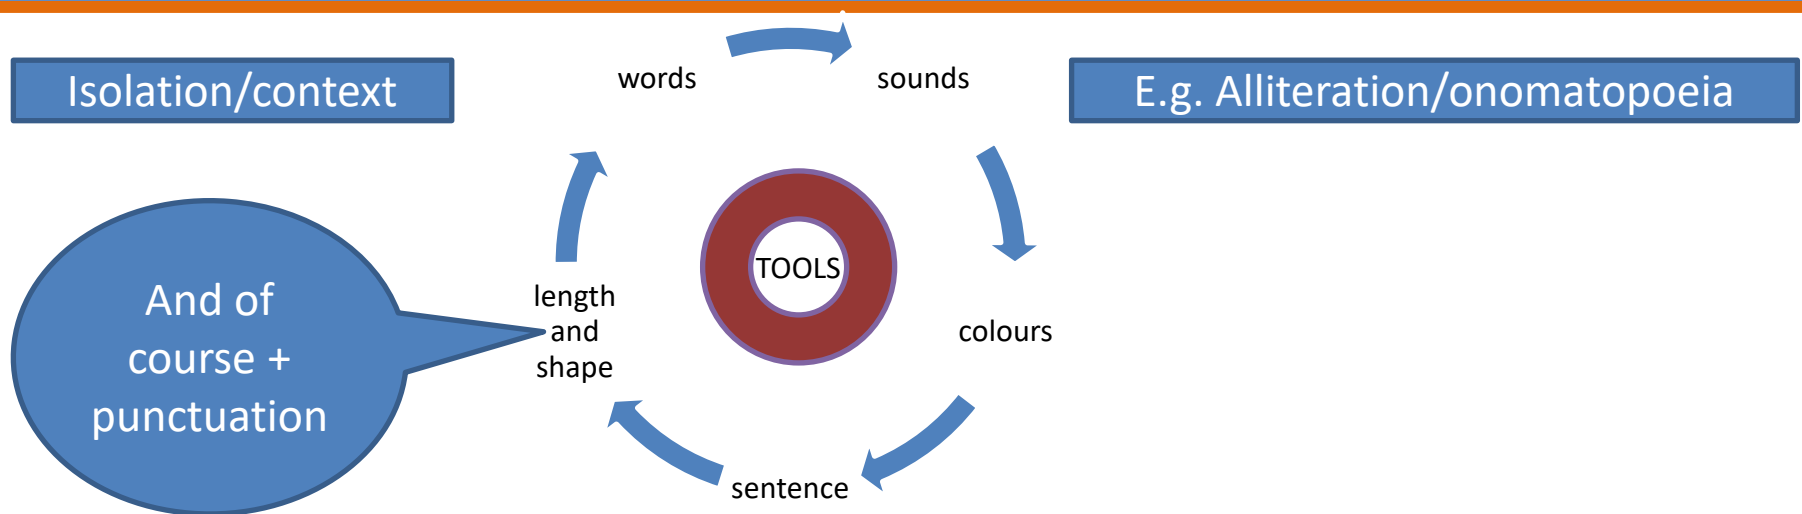 Isolation/context
words
sounds
E.g. Alliteration/onomatopoeia
TOOLS
And of
course +
punctuation
length
and
shape
colours
sentence